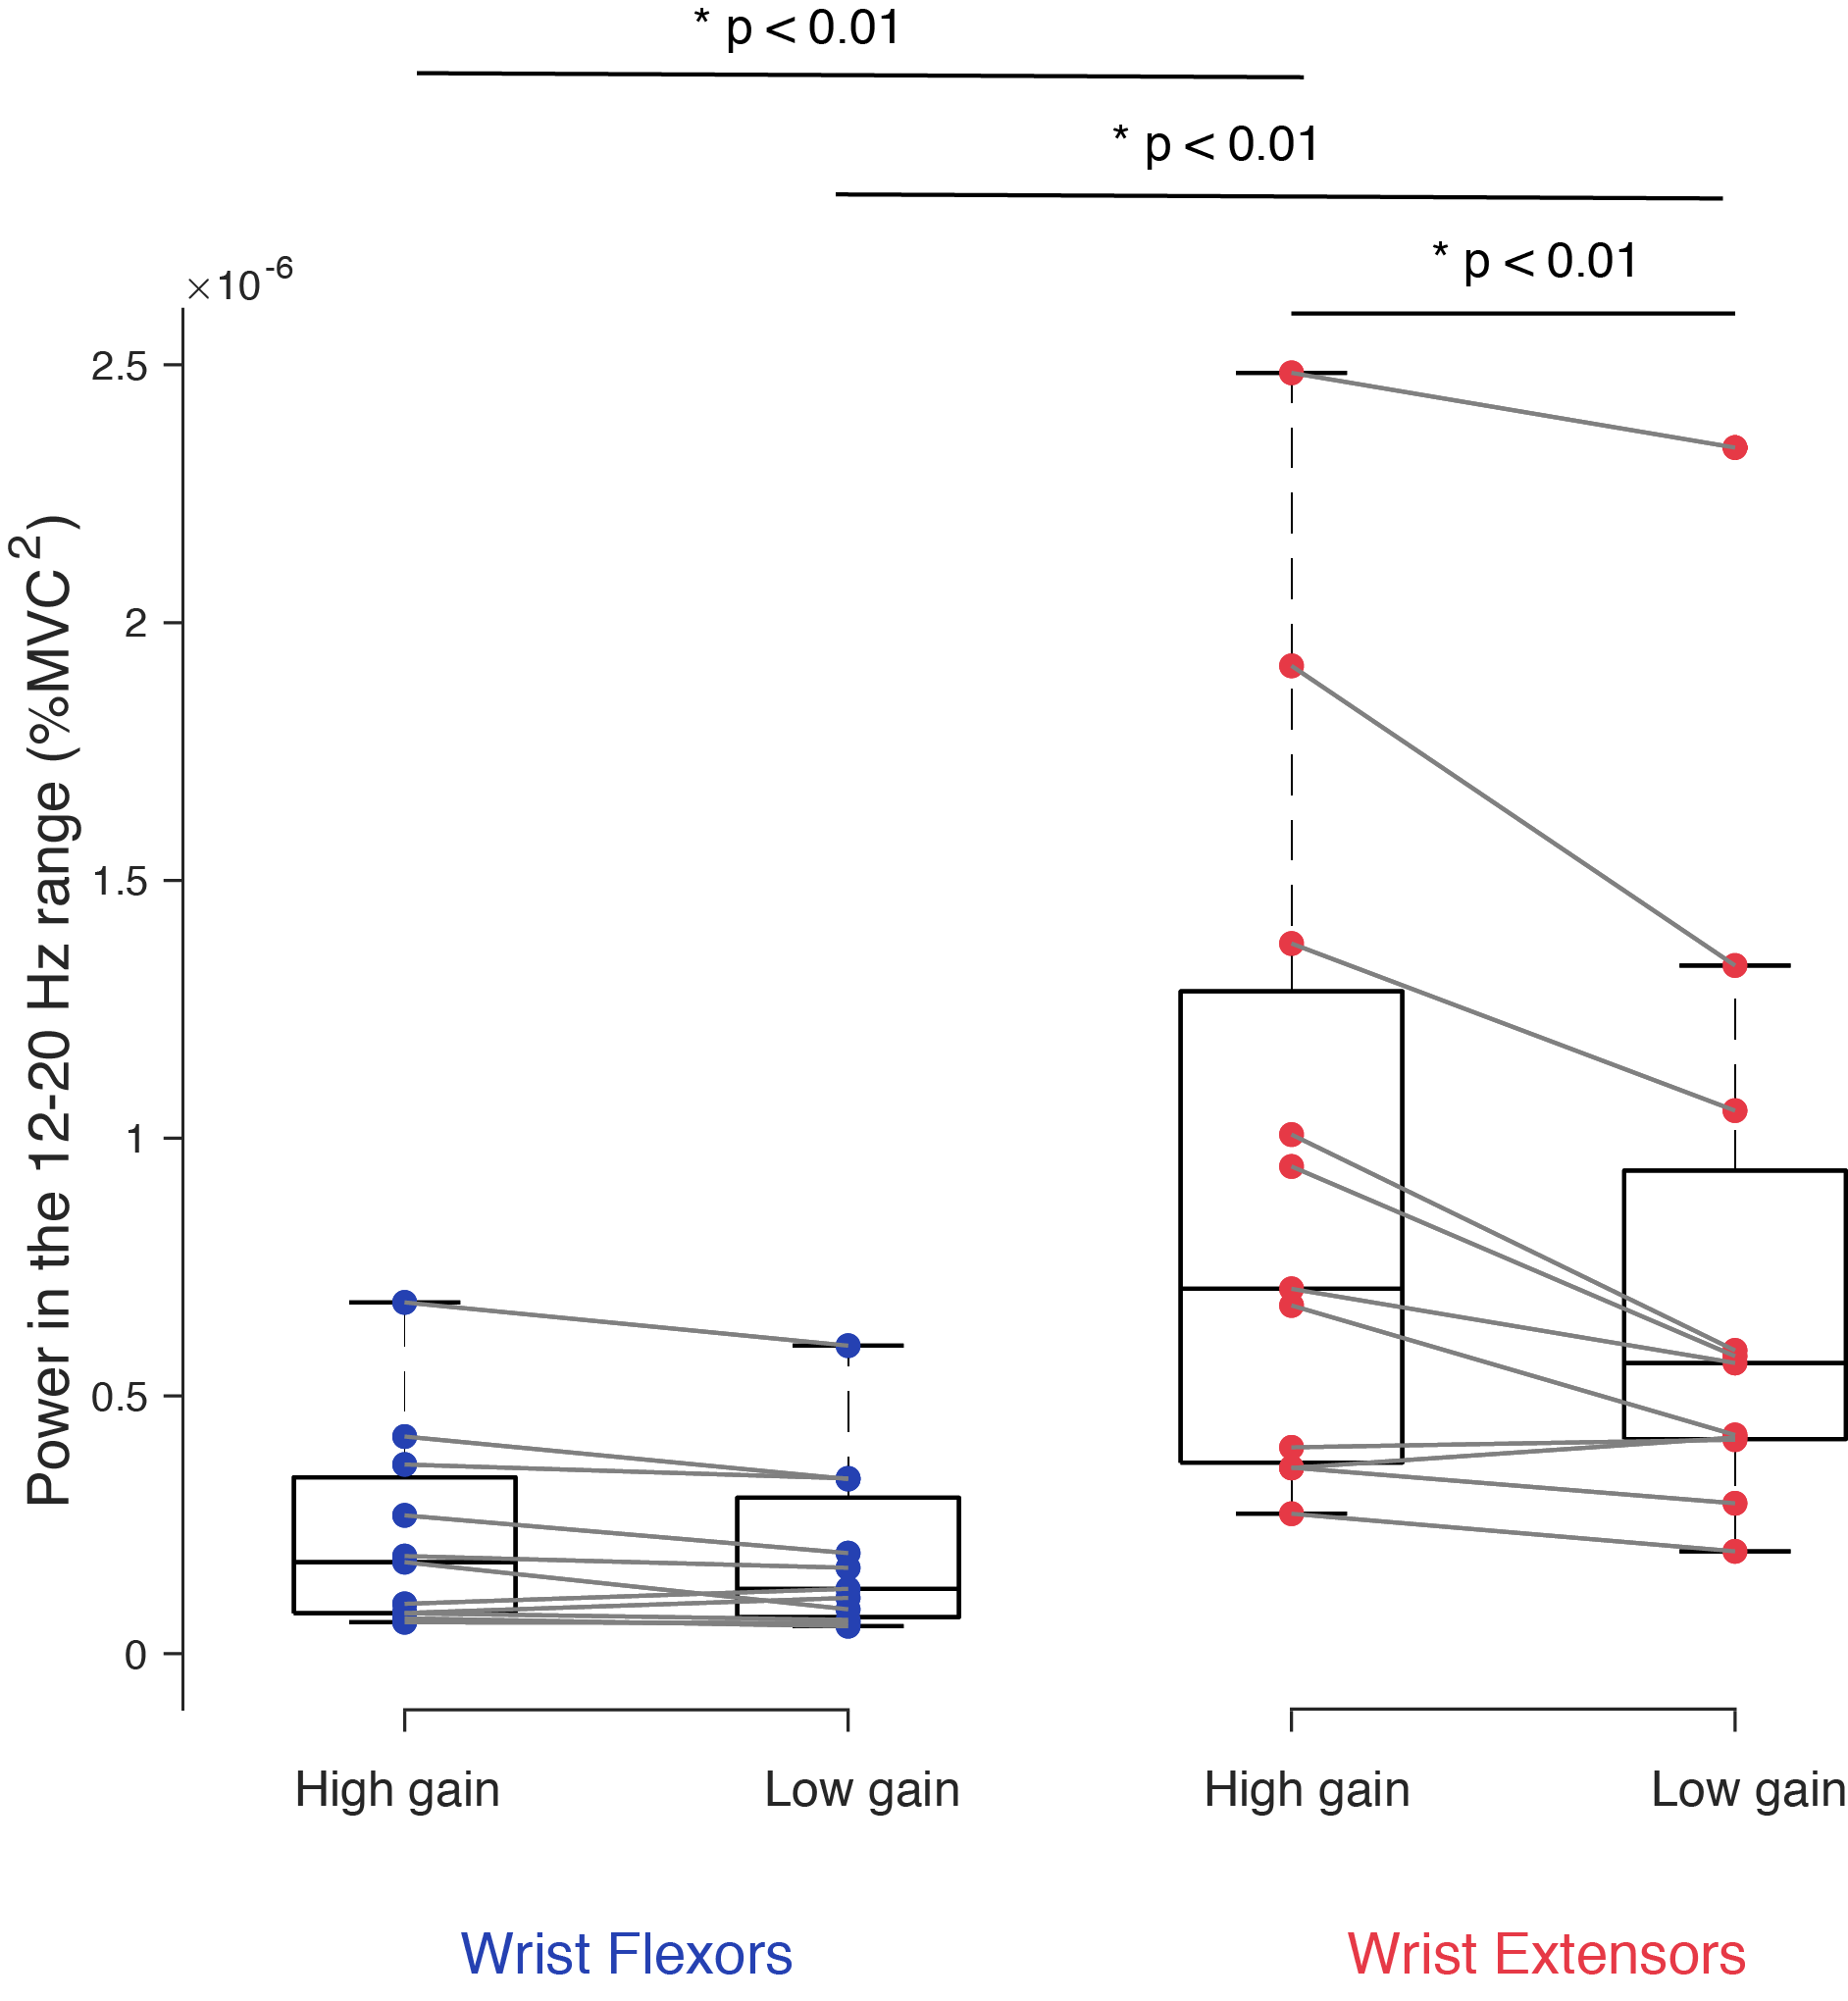 * p < 0.01
* p < 0.01
* p < 0.01
×10⁻⁶
2.5
2
1.5
1
0.5
0
Power in the 12-20 Hz range (%MVC²)
High gain
Low gain
High gain
Low gain
Wrist Flexors
Wrist Extensors